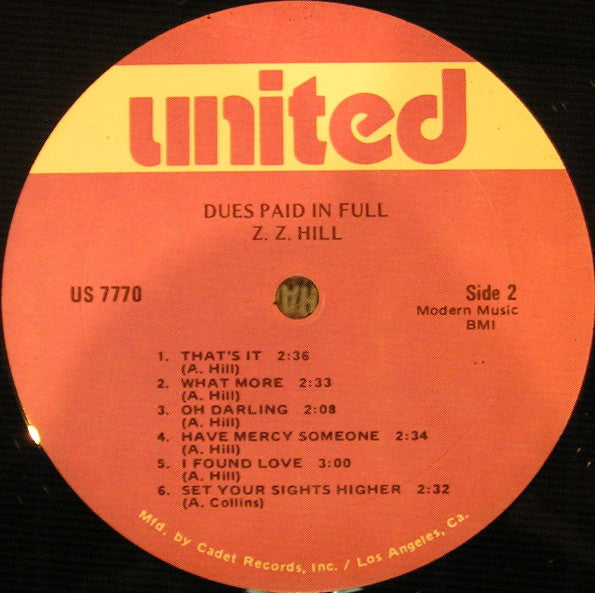 united
DUES PAID IN FULL
Z. Z. HILL
US 7770
Side 2
Modern Music
BMI
1. THAT'S IT 2:36
(A. Hill)
2. WHAT MORE 2:33
(A. Hill)
3. OH DARLING 2:08
(A. Hill)
4. HAVE MERCY SOMEONE 2:34
(A. Hill)
5. I FOUND LOVE 3:00
(A. Hill)
6. SET YOUR SIGHTS HIGHER 2:32
(A. Collins)
Mfd. by Cadet Records, Inc. / Los Angeles, Ca.